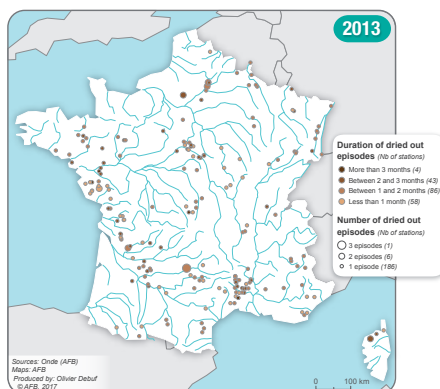 2013
Duration of dried out
episodes (Nb of stations)
More than 3 months (4)
Between 2 and 3 months (43)
Between 1 and 2 months (86)
Less than 1 month (58)
Number of dried out
episodes (Nb of stations)
3 episodes (1)
2 episodes (6)
1 episode (186)
Sources: Onde (AFB)
Maps: AFB
Produced by: Olivier Debuf
© AFB, 2017
0 100 km